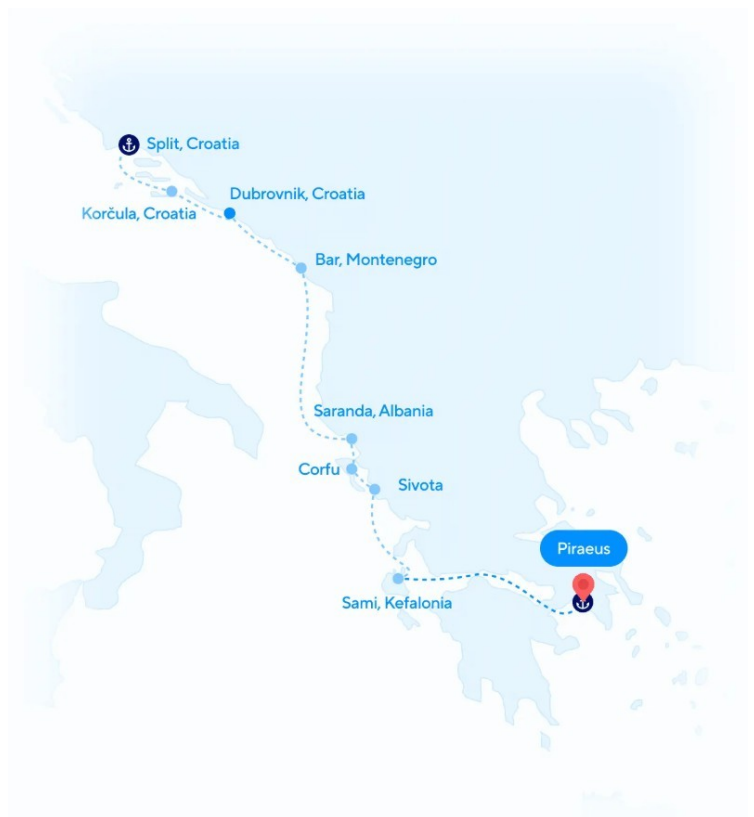 Split, Croatia
Dubrovnik, Croatia
Korčula, Croatia
Bar, Montenegro
Saranda, Albania
Corfu
Sivota
Piraeus
Sami, Kefalonia